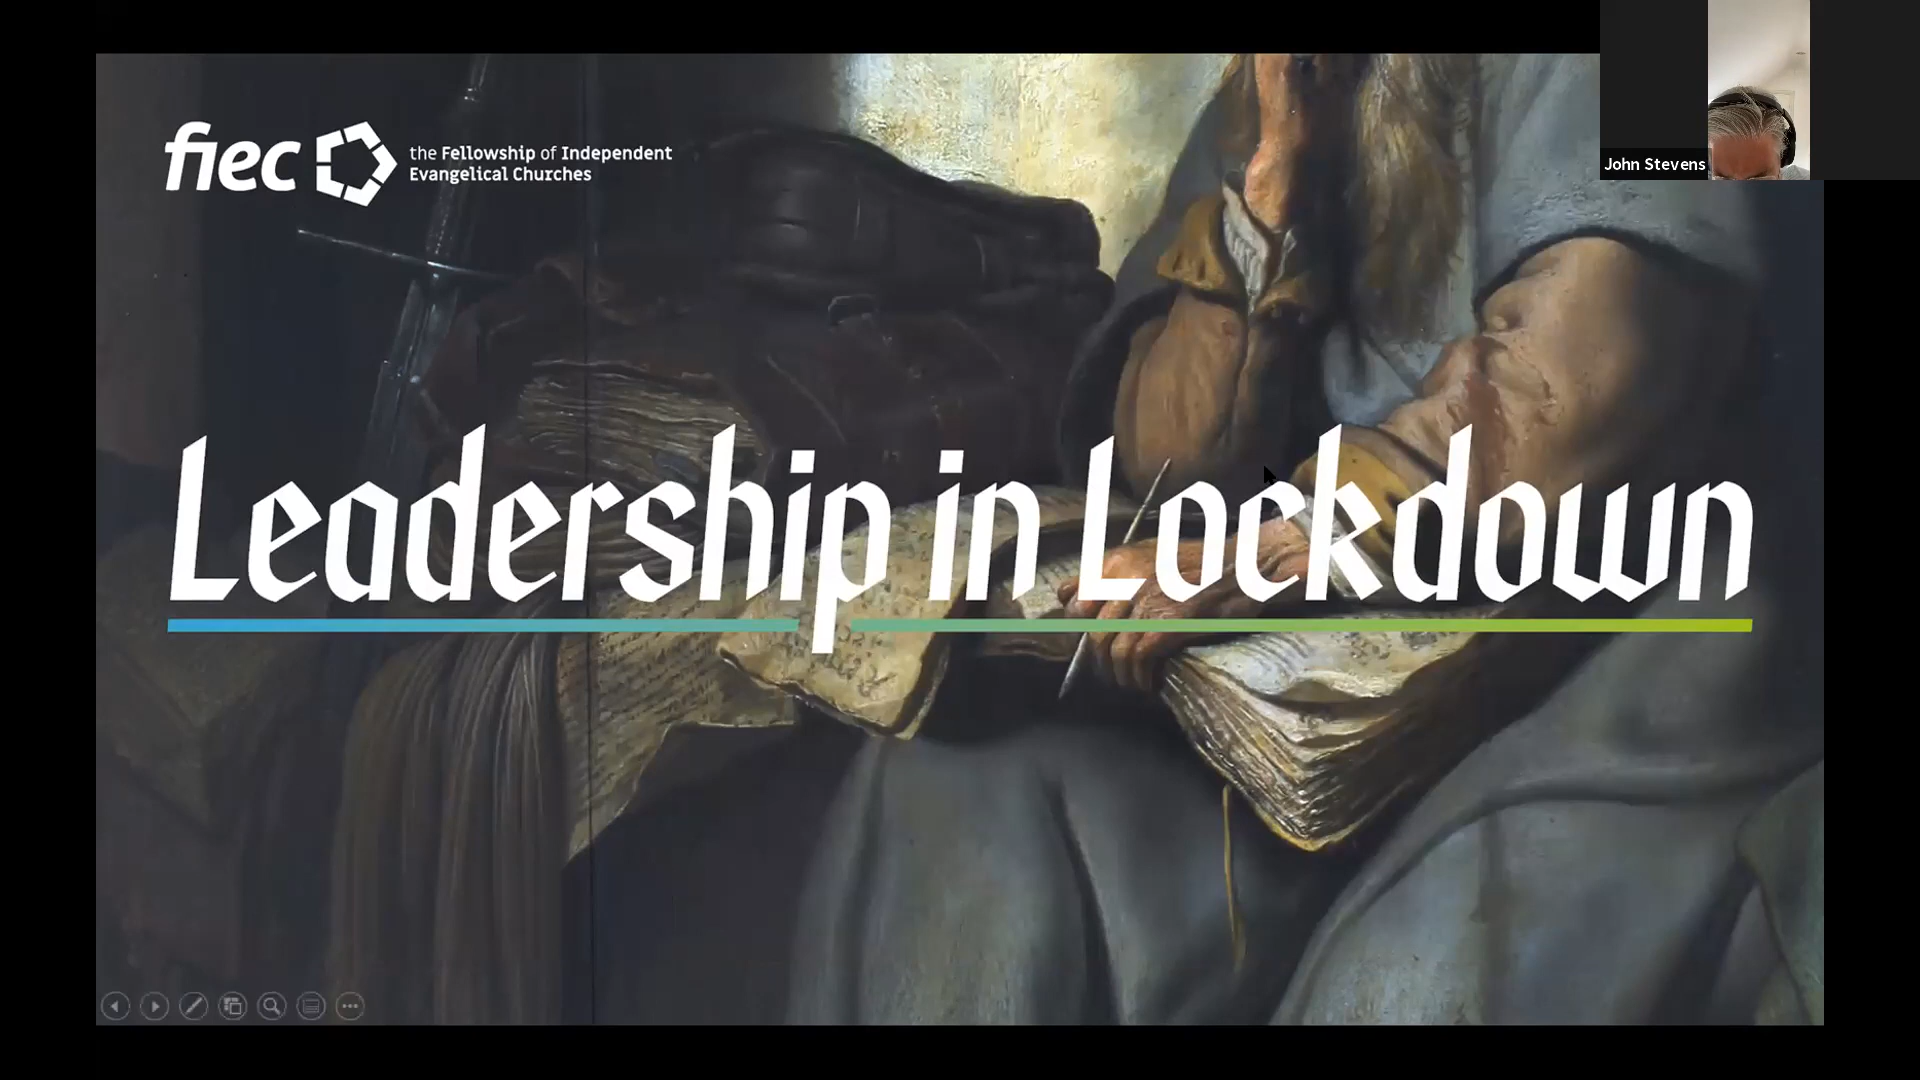 fiec
the Fellowship of Independent
Evangelical Churches
John Stevens
Leadership in Lockdown